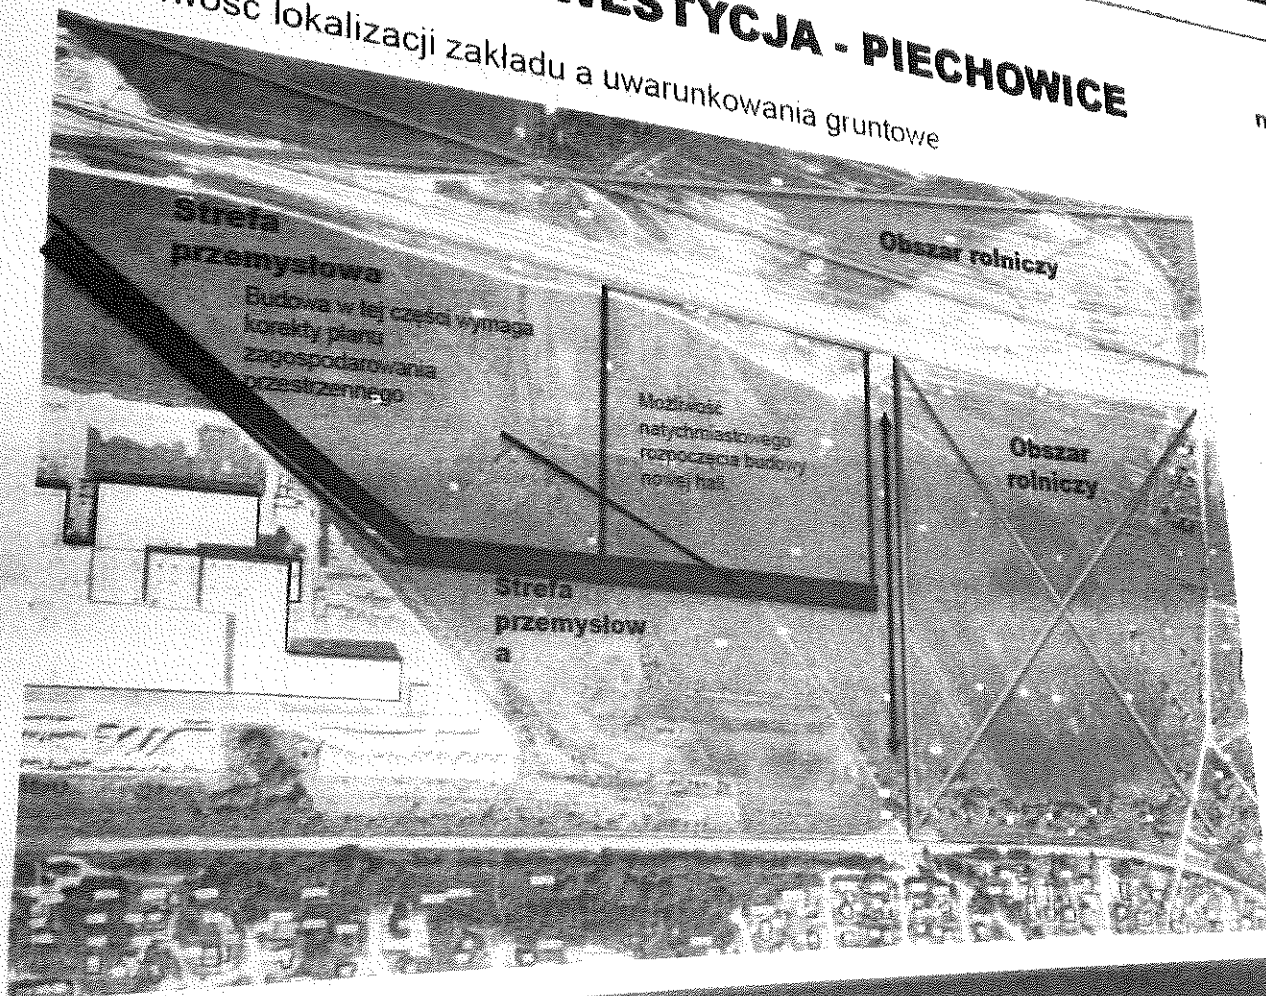 - PIECHOWICE
lokalizacji zakładu a uwarunkowania gruntowe
Strefa
przemysłowa
Budowa w tej części wymaga
korekty planu
zagospodarowania
przestrzennego
Obszar rolniczy
Możliwość
natychmiastowego
rozpoczęcia budowy
nowej hali
Obszar
rolniczy
Strefa
przemysłow
a